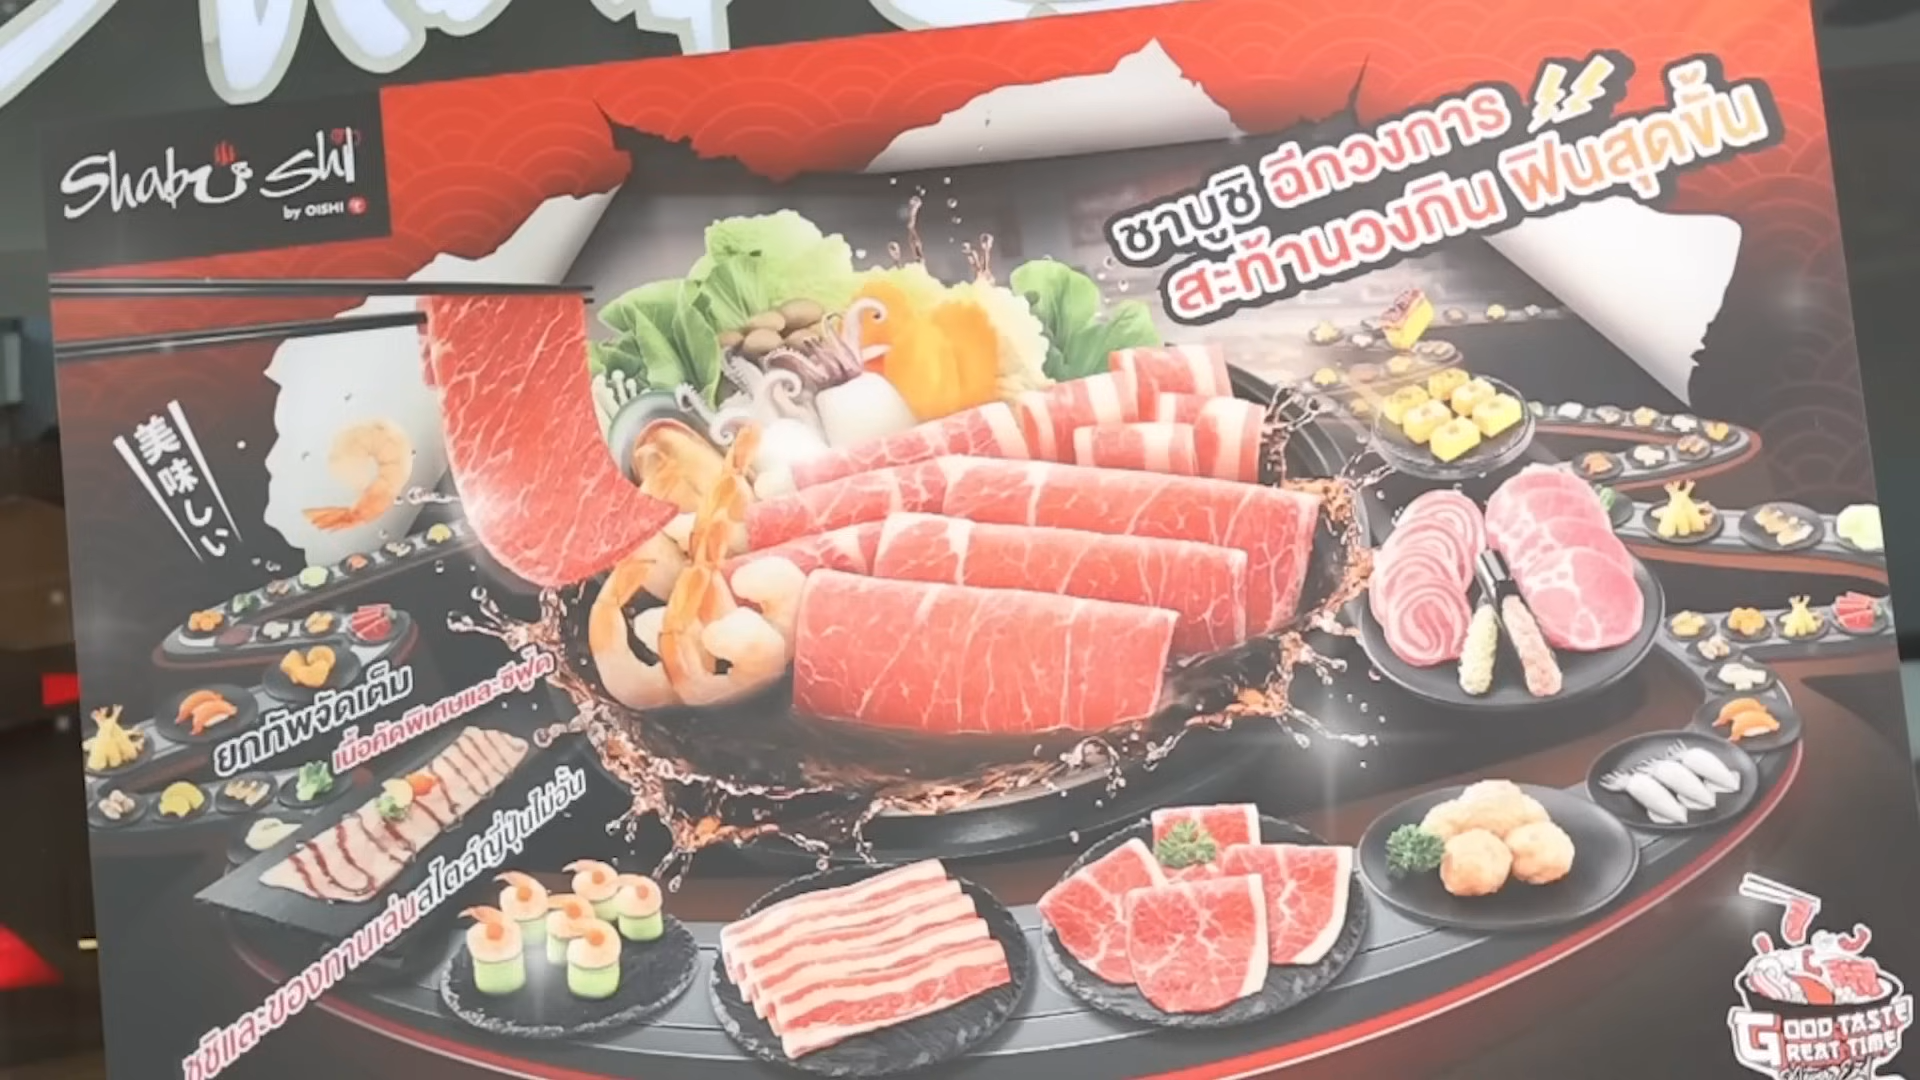 Shabu shi
by OISHI
ชาบูชิ ฉีกวงการ
สะท้านวงกิน ฟินสุดขั้น
美味しい
ยกทัพจัดเต็ม
เนื้อคัดพิเศษและซีฟู้ด
ซูชิและของทานเล่นสไตล์ญี่ปุ่นไม่อั้น
GOOD TASTE
GREAT TIME